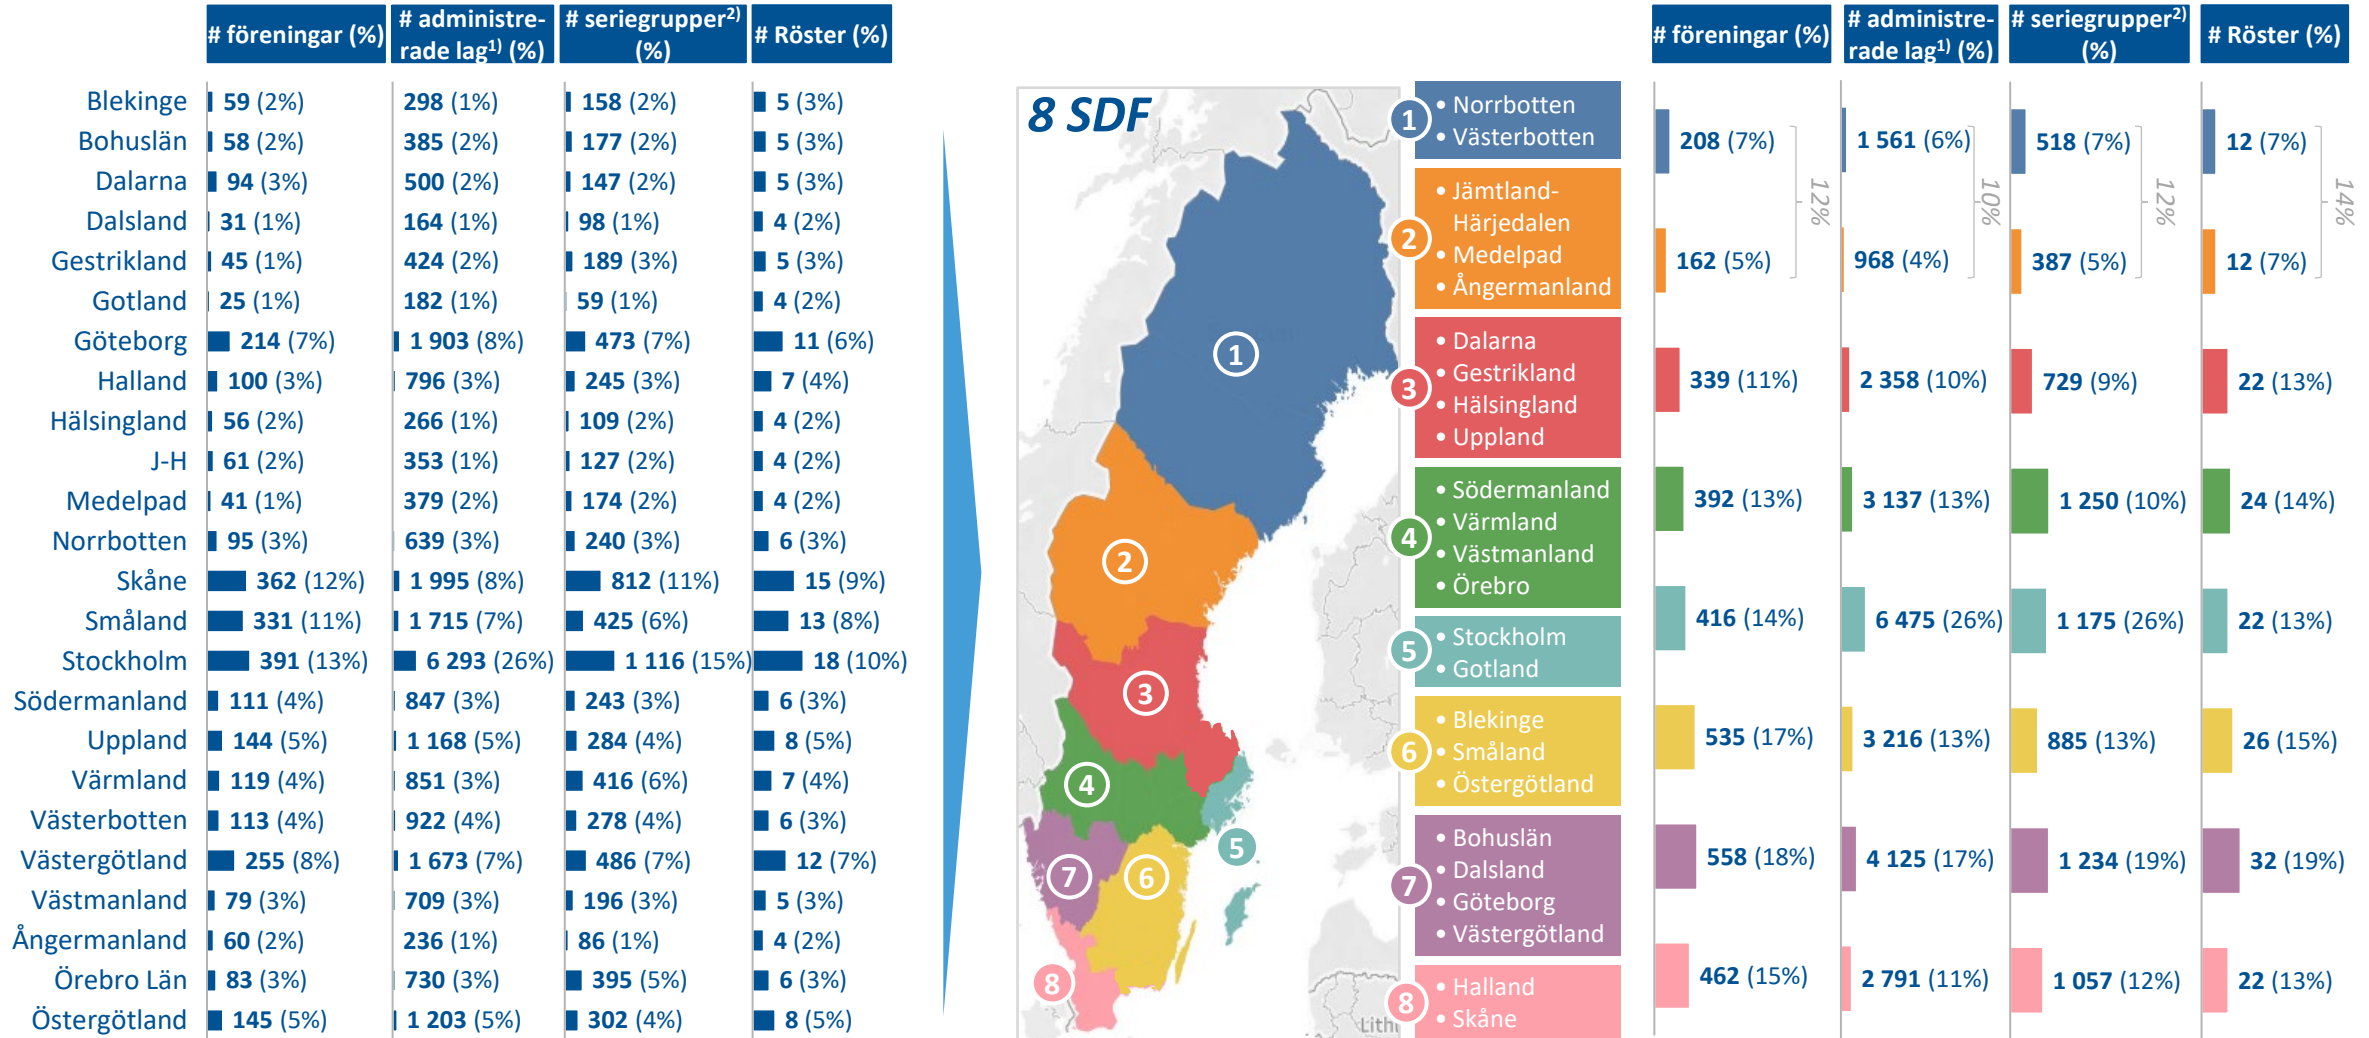 # föreningar (%)
# administre-
rade lag1) (%)
# seriegrupper2)
(%)
# Röster (%)
Blekinge 59 (2%) 298 (1%) 158 (2%) 5 (3%)
Bohuslän 58 (2%) 385 (2%) 177 (2%) 5 (3%)
Dalarna 94 (3%) 500 (2%) 147 (2%) 5 (3%)
Dalsland 31 (1%) 164 (1%) 98 (1%) 4 (2%)
Gestrikland 45 (1%) 424 (2%) 189 (3%) 5 (3%)
Gotland 25 (1%) 182 (1%) 59 (1%) 4 (2%)
Göteborg 214 (7%) 1 903 (8%) 473 (7%) 11 (6%)
Halland 100 (3%) 796 (3%) 245 (3%) 7 (4%)
Hälsingland 56 (2%) 266 (1%) 109 (2%) 4 (2%)
J-H 61 (2%) 353 (1%) 127 (2%) 4 (2%)
Medelpad 41 (1%) 379 (2%) 174 (2%) 4 (2%)
Norrbotten 95 (3%) 639 (3%) 240 (3%) 6 (3%)
Skåne 362 (12%) 1 995 (8%) 812 (11%) 15 (9%)
Småland 331 (11%) 1 715 (7%) 425 (6%) 13 (8%)
Stockholm 391 (13%) 6 293 (26%) 1 116 (15%) 18 (10%)
Södermanland 111 (4%) 847 (3%) 243 (3%) 6 (3%)
Uppland 144 (5%) 1 168 (5%) 284 (4%) 8 (5%)
Värmland 119 (4%) 851 (3%) 416 (6%) 7 (4%)
Västerbotten 113 (4%) 922 (4%) 278 (4%) 6 (3%)
Västergötland 255 (8%) 1 673 (7%) 486 (7%) 12 (7%)
Västmanland 79 (3%) 709 (3%) 196 (3%) 5 (3%)
Ångermanland 60 (2%) 236 (1%) 86 (1%) 4 (2%)
Örebro Län 83 (3%) 730 (3%) 395 (5%) 6 (3%)
Östergötland 145 (5%) 1 203 (5%) 302 (4%) 8 (5%)
8 SDF
1
2
3
4
5
6
7
8
Lith
# föreningar (%)
# administre-
rade lag1) (%)
# seriegrupper2)
(%)
# Röster (%)
1
• Norrbotten
• Västerbotten
208 (7%) 1 561 (6%) 518 (7%) 12 (7%)
12% 10% 12% 14%
2
• Jämtland-
Härjedalen
• Medelpad
• Ångermanland
162 (5%) 968 (4%) 387 (5%) 12 (7%)
3
• Dalarna
• Gestrikland
• Hälsingland
• Uppland
339 (11%) 2 358 (10%) 729 (9%) 22 (13%)
4
• Södermanland
• Värmland
• Västmanland
• Örebro
392 (13%) 3 137 (13%) 1 250 (10%) 24 (14%)
5
• Stockholm
• Gotland
416 (14%) 6 475 (26%) 1 175 (26%) 22 (13%)
6
• Blekinge
• Småland
• Östergötland
535 (17%) 3 216 (13%) 885 (13%) 26 (15%)
7
• Bohuslän
• Dalsland
• Göteborg
• Västergötland
558 (18%) 4 125 (17%) 1 234 (19%) 32 (19%)
8
• Halland
• Skåne
462 (15%) 2 791 (11%) 1 057 (12%) 22 (13%)